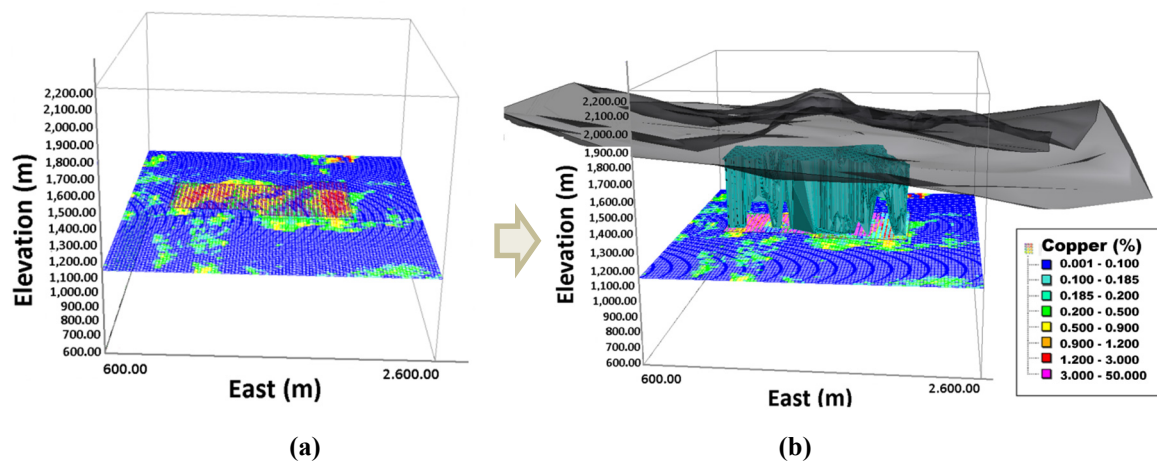 2,200.00
2,100.00
2,000.00
1,900.00
1,800.00
1,700.00
1,600.00
1,500.00
1,400.00
1,300.00
1,200.00
1,100.00
1,000.00
900.00
800.00
700.00
600.00
Elevation (m)
600.00
2.600.00
East (m)
(a)
2,200.00
2,100.00
2,000.00
1,900.00
1,800.00
1,700.00
1,600.00
1,500.00
1,400.00
1,300.00
1,200.00
1,100.00
1,000.00
900.00
800.00
700.00
600.00
Elevation (m)
600.00
2.600.00
East (m)
(b)
Copper (%)
0.001 - 0.100
0.100 - 0.185
0.185 - 0.200
0.200 - 0.500
0.500 - 0.900
0.900 - 1.200
1.200 - 3.000
3.000 - 50.000